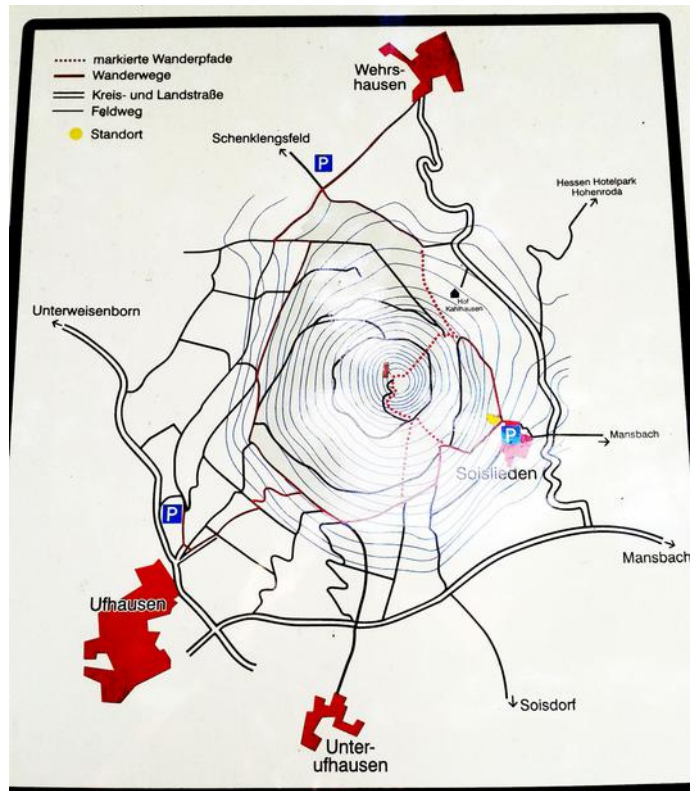 markierte Wanderpfade
Wanderwege
Kreis- und Landstraße
Feldweg
Standort
Wehrs-
hausen
Schenklengsfeld
P
Hessen Hotelpark
Hohenroda
Hof
Kahlhausen
Unterweisenborn
P
Mansbach
Soislieden
P
Mansbach
Ufhausen
Soisdorf
Unter-
ufhausen